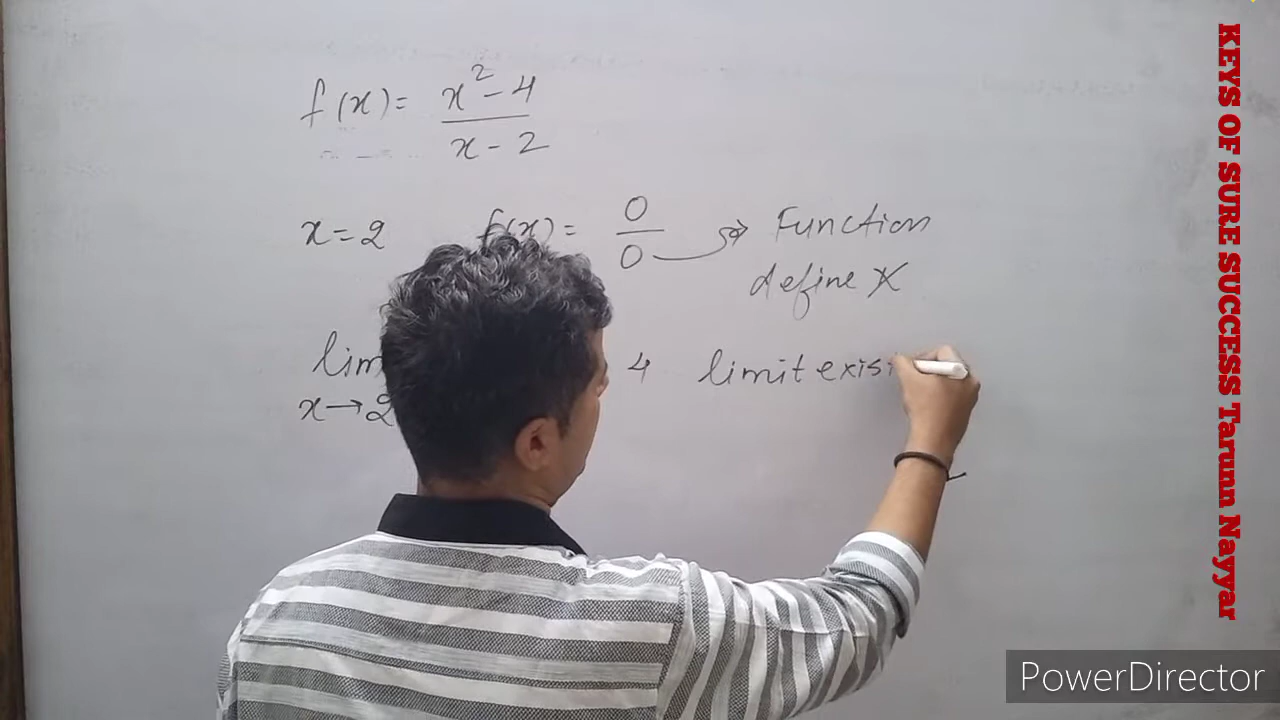 f(x) = x² - 4
x - 2
x = 2 f(x) = 0 Function
0
define X
lim 4 limit exis
x → 2
KEYS OF SURE SUCCESS Tarunn Nayyar
PowerDirector